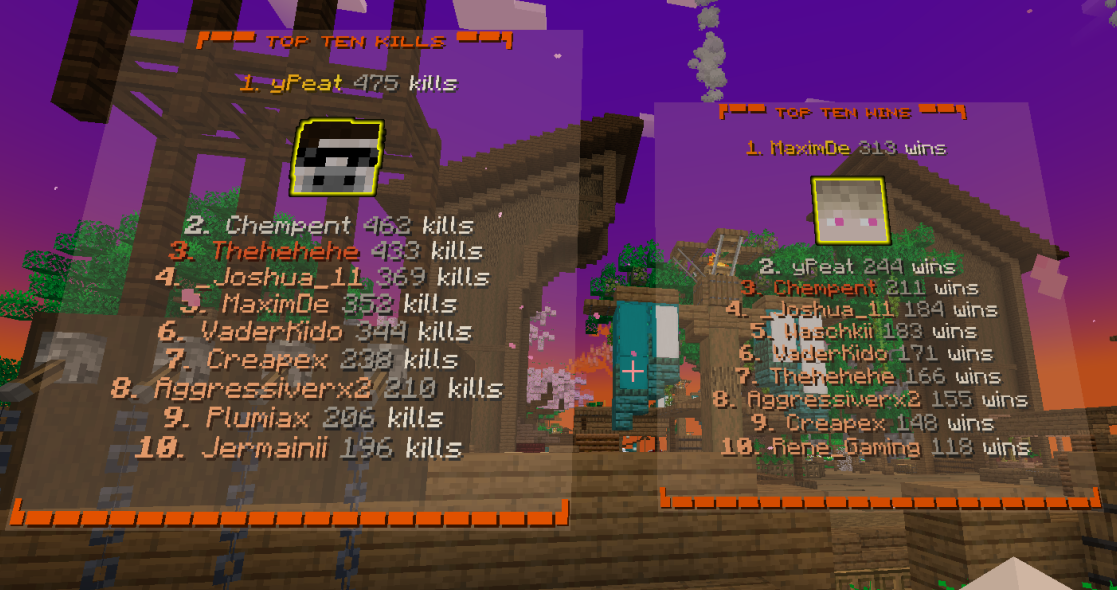 TOP TEN KILLS
1. yPeat 475 kills
2. Chempent 462 kills
3. Thehehehe 433 kills
4. _Joshua_11 369 kills
5. MaximDe 352 kills
6. VaderKido 344 kills
7. Creapex 238 kills
8. Aggressiverx2 210 kills
9. Plumiax 206 kills
10. Jermainii 196 kills
TOP TEN WINS
1. MaximDe 313 wins
2. yPeat 244 wins
3. Chempent 211 wins
4. _Joshua_11 184 wins
5. 183 wins
6. VaderKido 171 wins
7. Thehehehe 166 wins
8. Aggressiverx2 155 wins
9. Creapex 148 wins
10. Rene_Gaming 118 wins